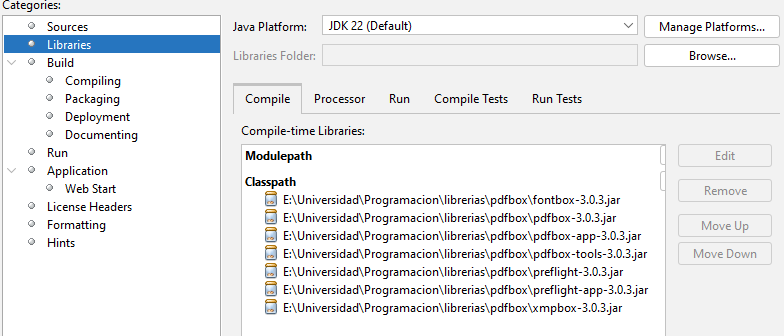 Categories:
Sources
Libraries
Build
Compiling
Packaging
Deployment
Documenting
Run
Application
Web Start
License Headers
Formatting
Hints
Java Platform:
JDK 22 (Default)
Manage Platforms...
Libraries Folder:
Browse...
Compile
Processor
Run
Compile Tests
Run Tests
Compile-time Libraries:
Modulepath
Classpath
E:\Universidad\Programacion\librerias\pdfbox\fontbox-3.0.3.jar
E:\Universidad\Programacion\librerias\pdfbox\pdfbox-3.0.3.jar
E:\Universidad\Programacion\librerias\pdfbox\pdfbox-app-3.0.3.jar
E:\Universidad\Programacion\librerias\pdfbox\pdfbox-tools-3.0.3.jar
E:\Universidad\Programacion\librerias\pdfbox\preflight-3.0.3.jar
E:\Universidad\Programacion\librerias\pdfbox\preflight-app-3.0.3.jar
E:\Universidad\Programacion\librerias\pdfbox\xmpbox-3.0.3.jar
Edit
Remove
Move Up
Move Down